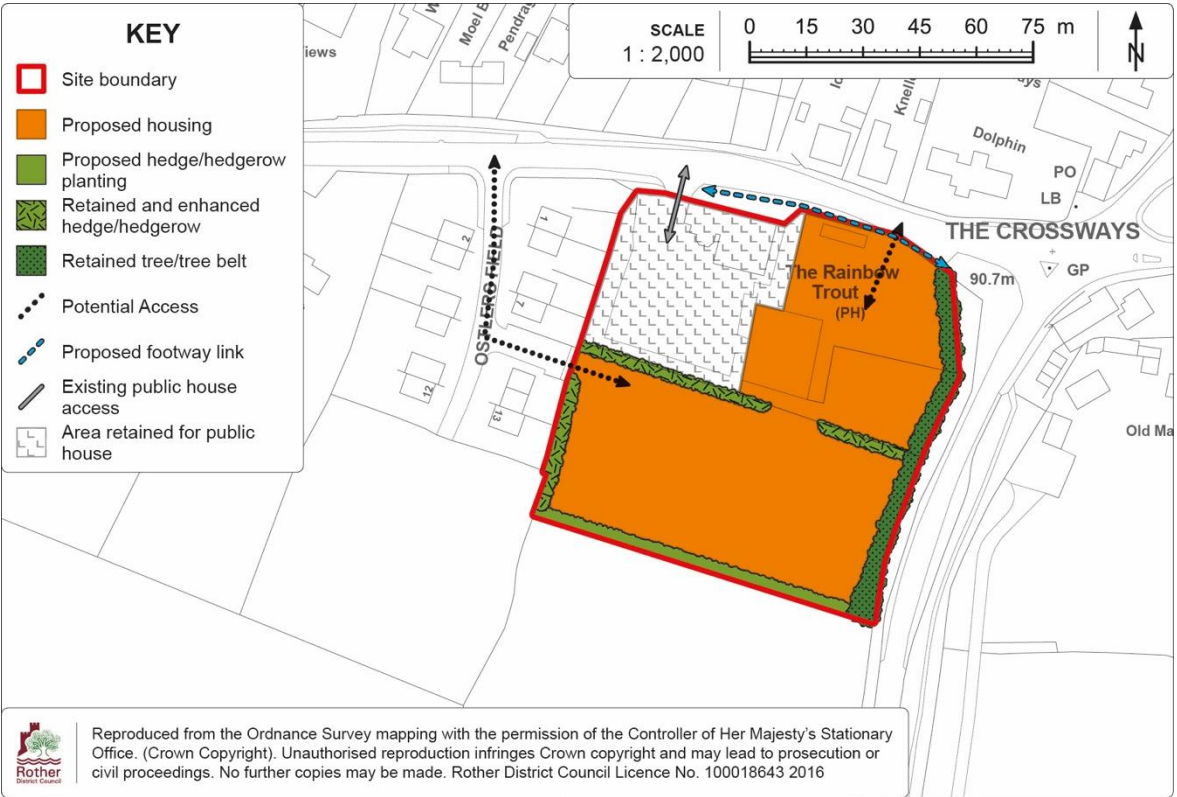 KEY
Site boundary
Proposed housing
Proposed hedge/hedgerow
planting
Retained and enhanced
hedge/hedgerow
Retained tree/tree belt
Potential Access
Proposed footway link
Existing public house
access
Area retained for public
house
SCALE
1 : 2,000
0 15 30 45 60 75 m
N
iews
Moel
Pendrag
Knelle
ays
Dolphin
PO
LB
THE CROSSWAYS
GP
90.7m
The Rainbow
Trout
(PH)
1
2
7
12
13
Old Ma
Rother
District Council
Reproduced from the Ordnance Survey mapping with the permission of the Controller of Her Majesty's Stationary
Office. (Crown Copyright). Unauthorised reproduction infringes Crown copyright and may lead to prosecution or
civil proceedings. No further copies may be made. Rother District Council Licence No. 100018643 2016